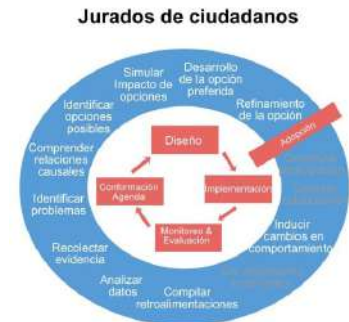 Jurados de ciudadanos
Simular
Impacto de
opciones
Desarrollo
de la opción
preferida
Refinamiento
de la opción
Adopción
Identificar
opciones
posibles
Comprender
relaciones
causales
Identificar
problemas
Recolectar
evidencia
Analizar
datos
Compilar
retroalimentaciones
Inducir
cambios en
comportamiento
Diseño
Implementación
Monitoreo &
Evaluación
Conformación
Agenda